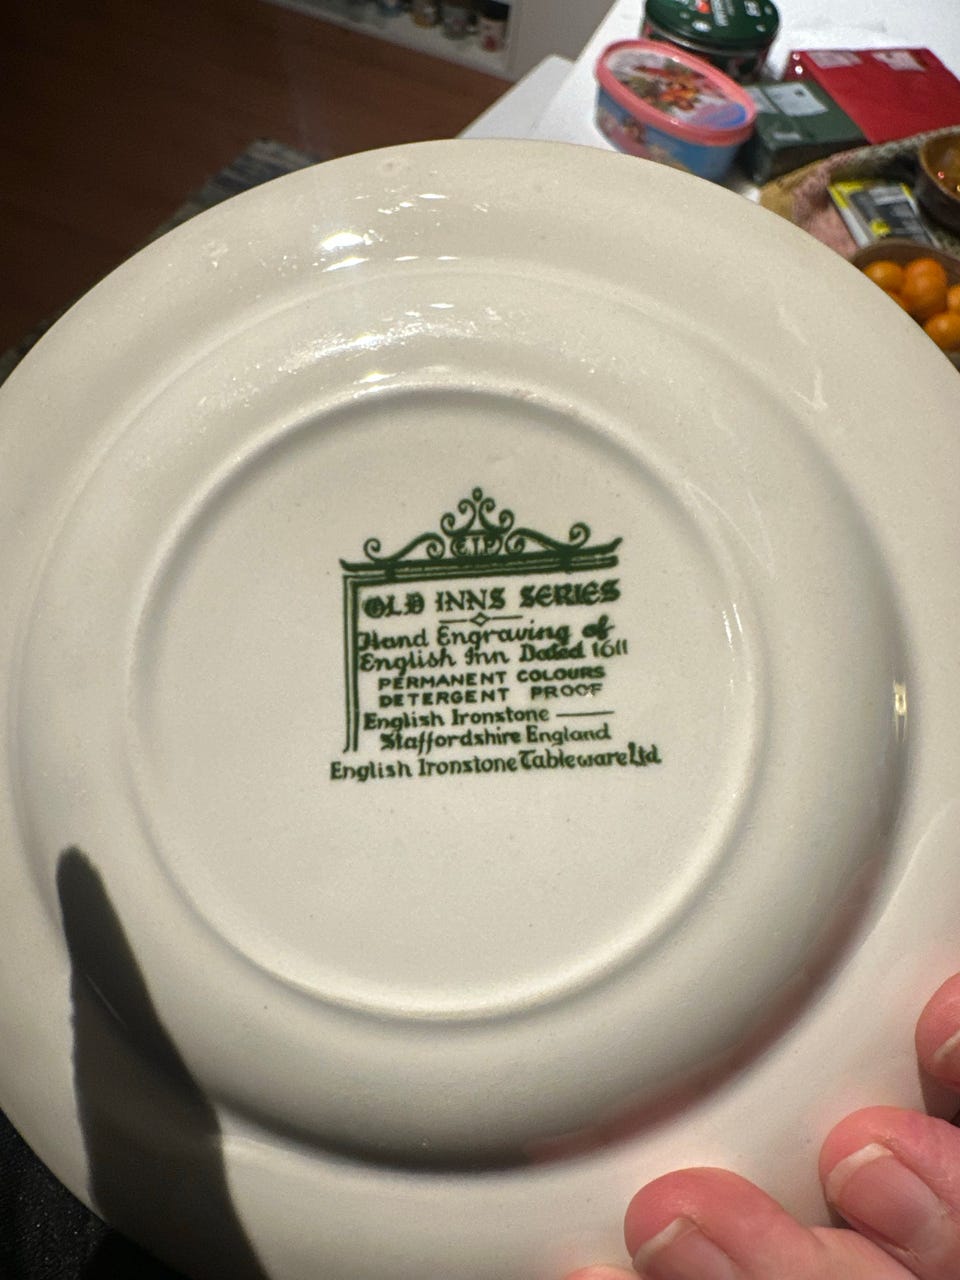 E.I.P.
OLD INNS SERIES
Hand Engraving of
English Inn Dated 1611
PERMANENT COLOURS
DETERGENT PROOF
English Ironstone
Staffordshire England
English Ironstone Tableware Ltd.